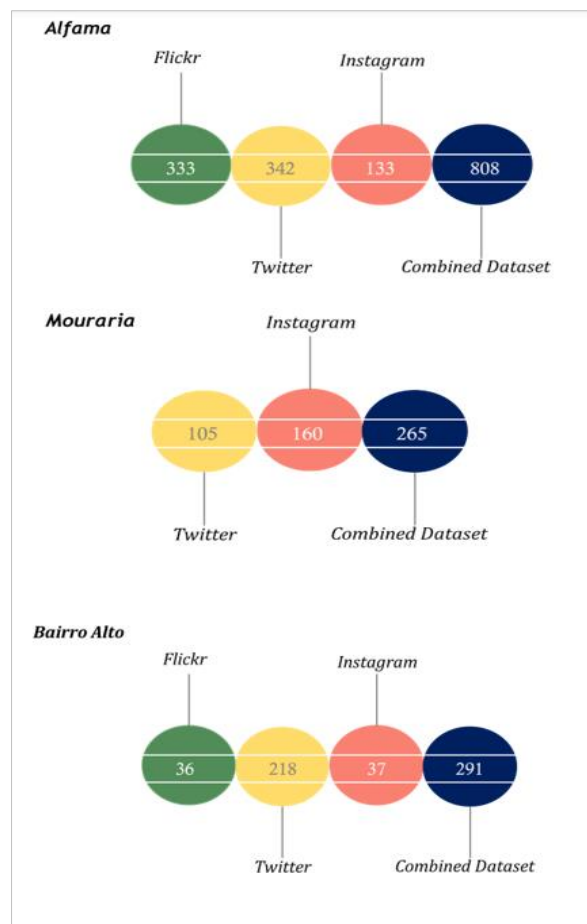 Alfama
Flickr
Instagram
333
342
133
808
Twitter
Combined Dataset
Mouraria
Instagram
105
160
265
Twitter
Combined Dataset
Bairro Alto
Flickr
Instagram
36
218
37
291
Twitter
Combined Dataset